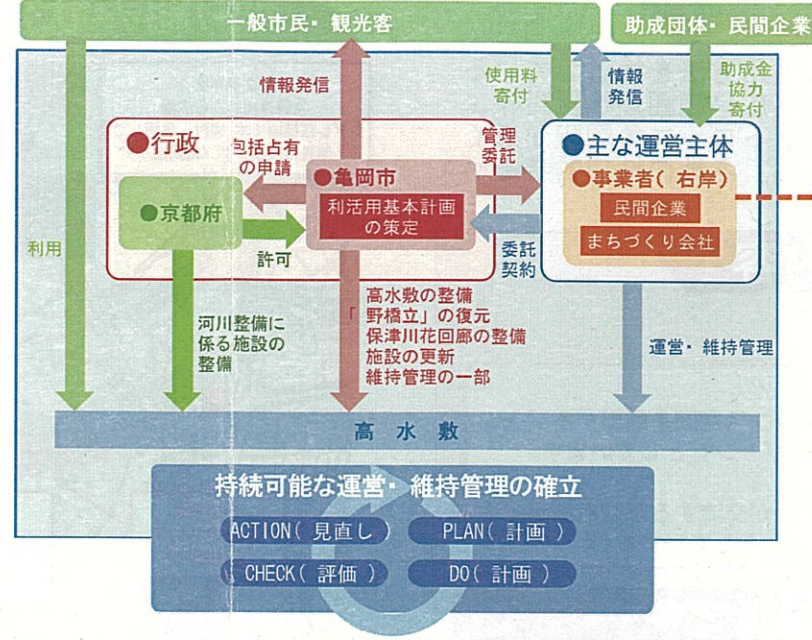 一般市民・観光客
助成団体・民間企業
情報発信
使用料
寄付
情報
発信
助成金
協力
寄付
●行政
包括占有
の申請
管理
委託
●主な運営主体
●亀岡市
●事業者(右岸)
●京都府
利活用基本計画
の策定
民間企業
まちづくり会社
利用
許可
委託
契約
河川整備に
係る施設の
整備
高水敷の整備
「野橋立」の復元
保津川花回廊の整備
施設の更新
維持管理の一部
運営・維持管理
高水敷
持続可能な運営・維持管理の確立
ACTION(見直し)
PLAN(計画)
CHECK(評価)
DO(計画)